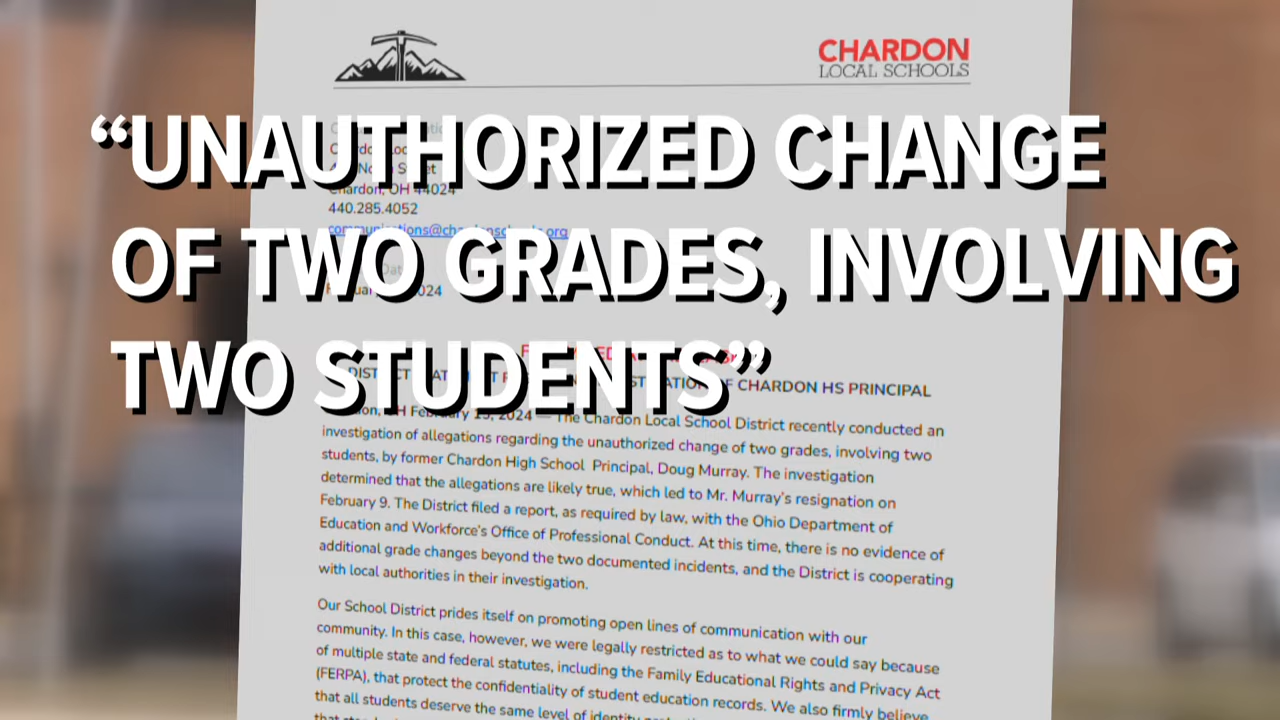 CHARDON
LOCAL SCHOOLS
“UNAUTHORIZED CHANGE
OF TWO GRADES, INVOLVING
TWO STUDENTS”
Chardon, OH 44024
440.285.4052
communications@chardonschools.org
2024
OF CHARDON HS PRINCIPAL
February 2024 — The Chardon Local School District recently conducted an
investigation of allegations regarding the unauthorized change of two grades, involving two
students, by former Chardon High School Principal, Doug Murray. The investigation
determined that the allegations are likely true, which led to Mr. Murray’s resignation on
February 9. The District filed a report, as required by law, with the Ohio Department of
Education and Workforce’s Office of Professional Conduct. At this time, there is no evidence of
additional grade changes beyond the two documented incidents, and the District is cooperating
with local authorities in their investigation.
Our School District prides itself on promoting open lines of communication with our
community. In this case, however, we were legally restricted as to what we could say because
of multiple state and federal statutes, including the Family Educational Rights and Privacy Act
(FERPA), that protect the confidentiality of student education records. We also firmly believe
that all students deserve the same level of identity